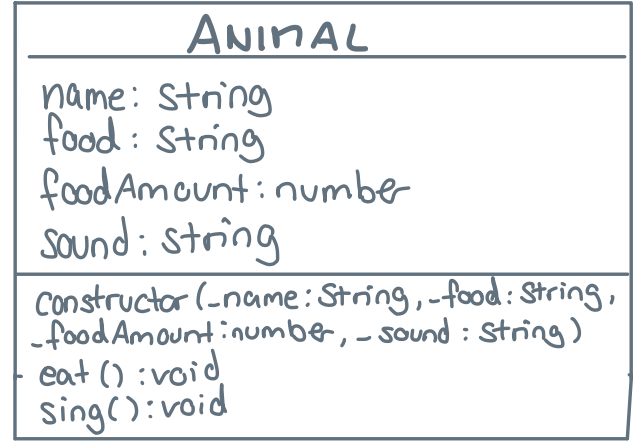 ANIMAL
name: string
food: string
foodAmount: number
sound: string
constructor(_name: String, _food: String,
_foodAmount: number, _sound: string)
eat(): void
sing(): void